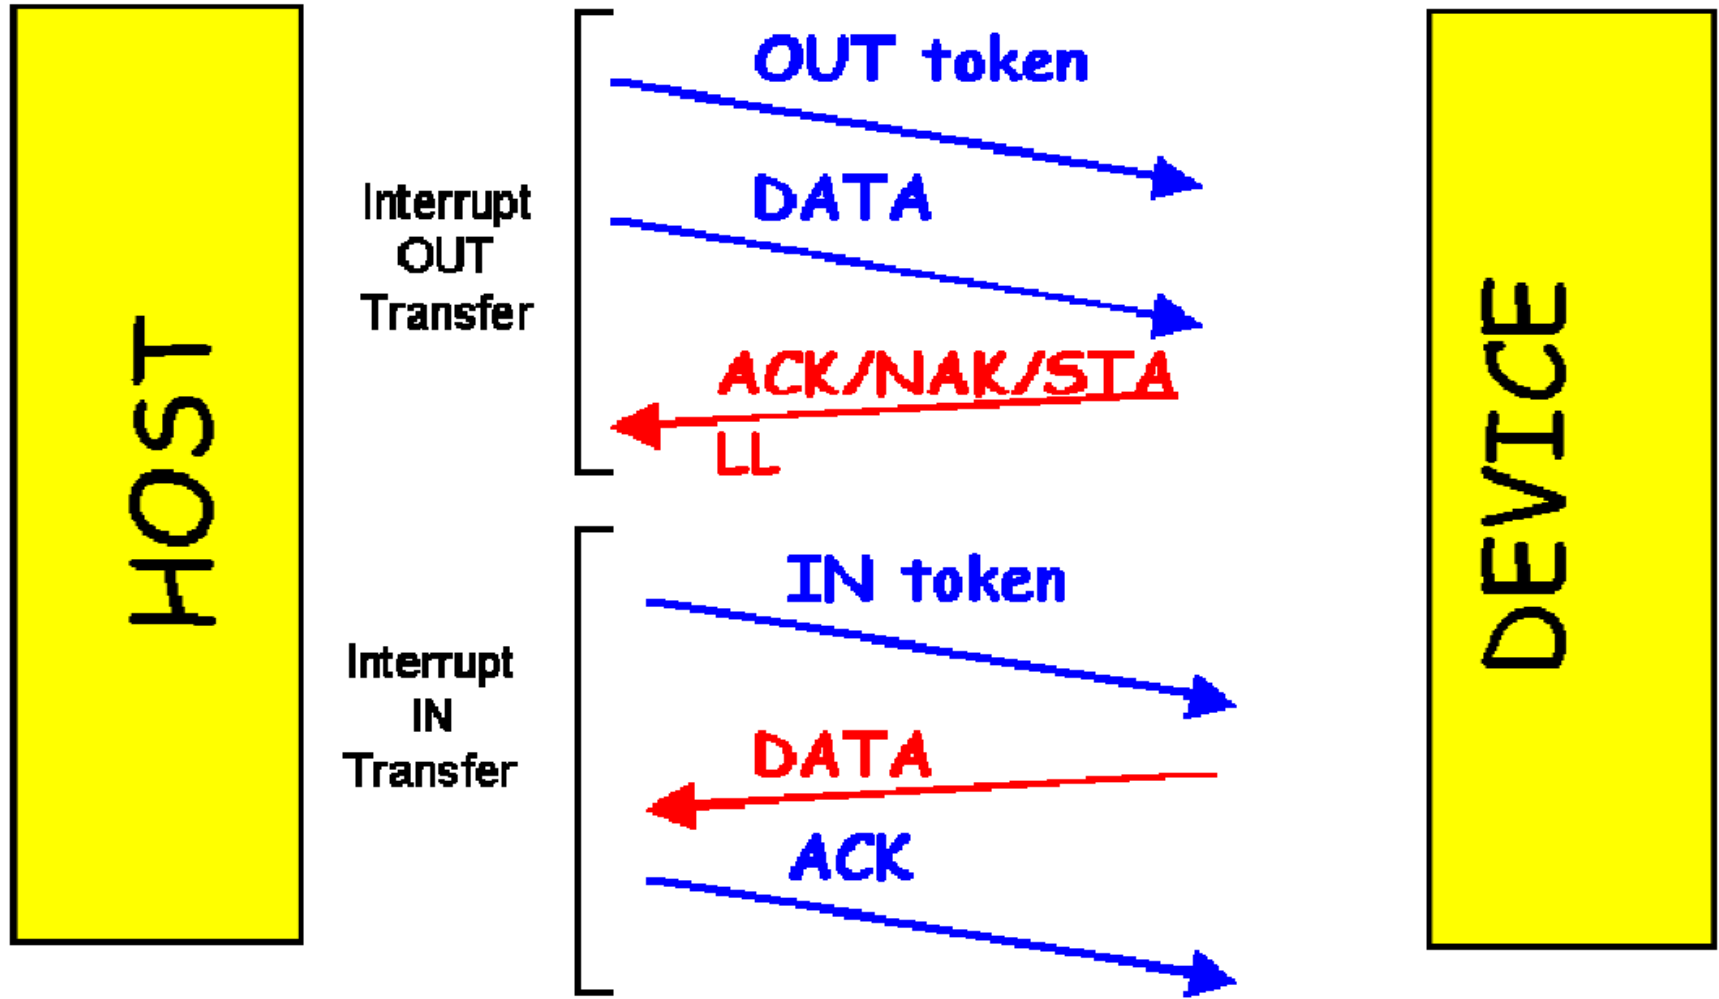 HOST
Interrupt
OUT
Transfer
OUT token
DATA
ACK/NAK/STA
LL
Interrupt
IN
Transfer
IN token
DATA
ACK
DEVICE